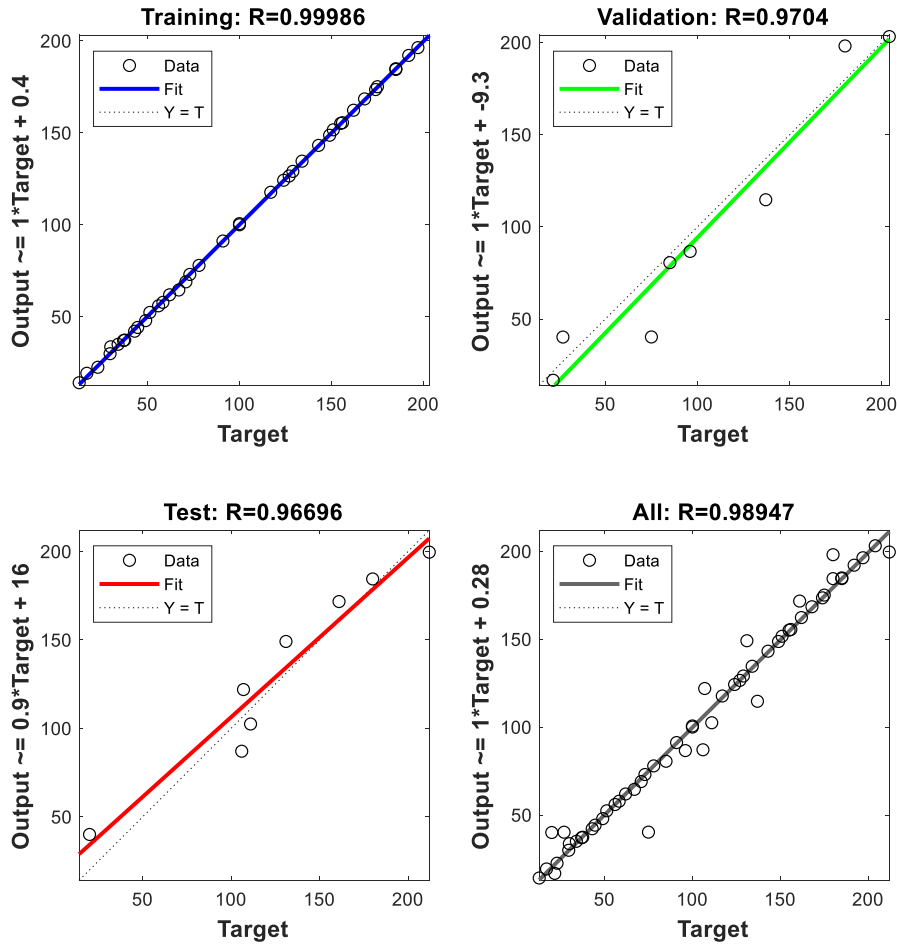 Training: R=0.99986
Output ~= 1*Target + 0.4
200
150
100
50
Data
Fit
Y = T
50
100
150
200
Target
Validation: R=0.9704
Output ~= 1*Target + -9.3
200
150
100
50
Data
Fit
Y = T
50
100
150
200
Target
Test: R=0.96696
Output ~= 0.9*Target + 16
200
150
100
50
Data
Fit
Y = T
50
100
150
200
Target
All: R=0.98947
Output ~= 1*Target + 0.28
200
150
100
50
Data
Fit
Y = T
50
100
150
200
Target